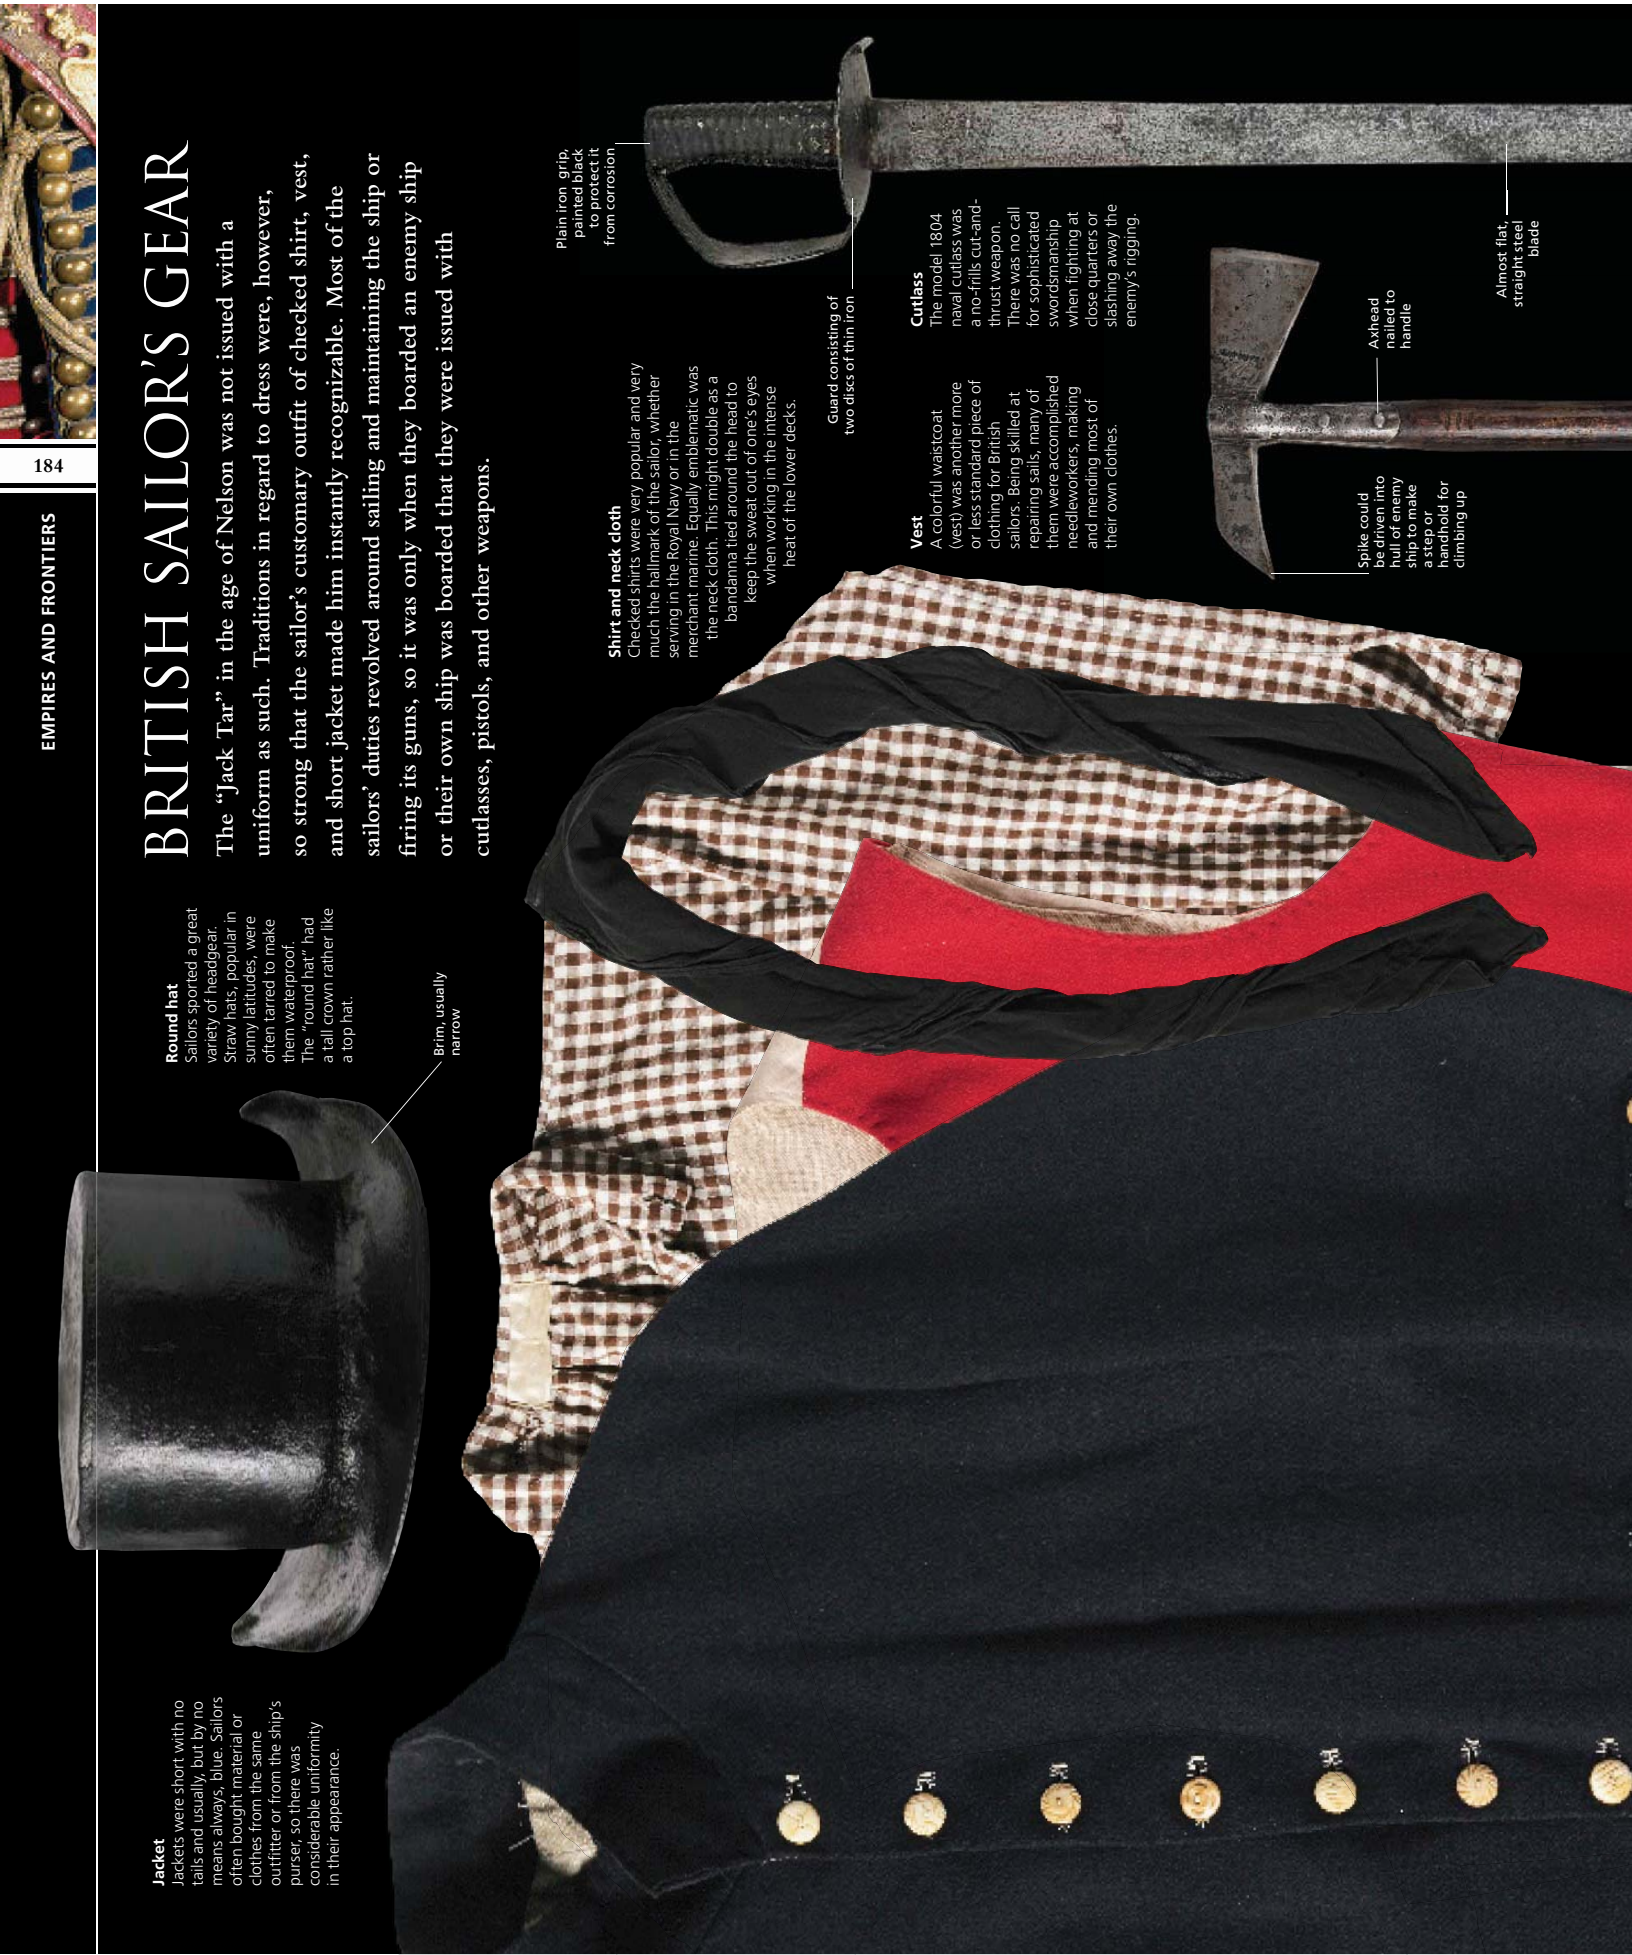 184
EMPIRES AND FRONTIERS
BRITISH SAILOR'S GEAR
The “Jack Tar” in the age of Nelson was not issued with a
uniform as such. Traditions in regard to dress were, however,
so strong that the sailor's customary outfit of checked shirt, vest,
and short jacket made him instantly recognizable. Most of the
sailors' duties revolved around sailing and maintaining the ship or
firing its guns, so it was only when they boarded an enemy ship
or their own ship was boarded that they were issued with
cutlasses, pistols, and other weapons.
Jacket
Jackets were short with no
tails and usually, but by no
means always, blue. Sailors
often bought material or
clothes from the same
outfitter or from the ship's
purser, so there was
considerable uniformity
in their appearance.
Round hat
Sailors sported a great
variety of headgear.
Straw hats, popular in
sunny latitudes, were
often tarred to make
them waterproof.
The “round hat” had
a tall crown rather like
a top hat.
Brim, usually
narrow
Shirt and neck cloth
Checked shirts were very popular and very
much the hallmark of the sailor, whether
serving in the Royal Navy or in the
merchant marine. Equally emblematic was
the neck cloth. This might double as a
bandanna tied around the head to
keep the sweat out of one's eyes
when working in the intense
heat of the lower decks.
Plain iron grip,
painted black
to protect it
from corrosion
Guard consisting of
two discs of thin iron
Vest
A colorful waistcoat
(vest) was another more
or less standard piece of
clothing for British
sailors. Being skilled at
repairing sails, many of
them were accomplished
needleworkers, making
and mending most of
their own clothes.
Cutlass
The model 1804
naval cutlass was
a no-frills cut-and-
thrust weapon.
There was no call
for sophisticated
swordsmanship
when fighting at
close quarters or
slashing away the
enemy's rigging.
Spike could
be driven into
hull of enemy
ship to make
a step or
handhold for
climbing up
Axhead
nailed to
handle
Almost flat,
straight steel
blade